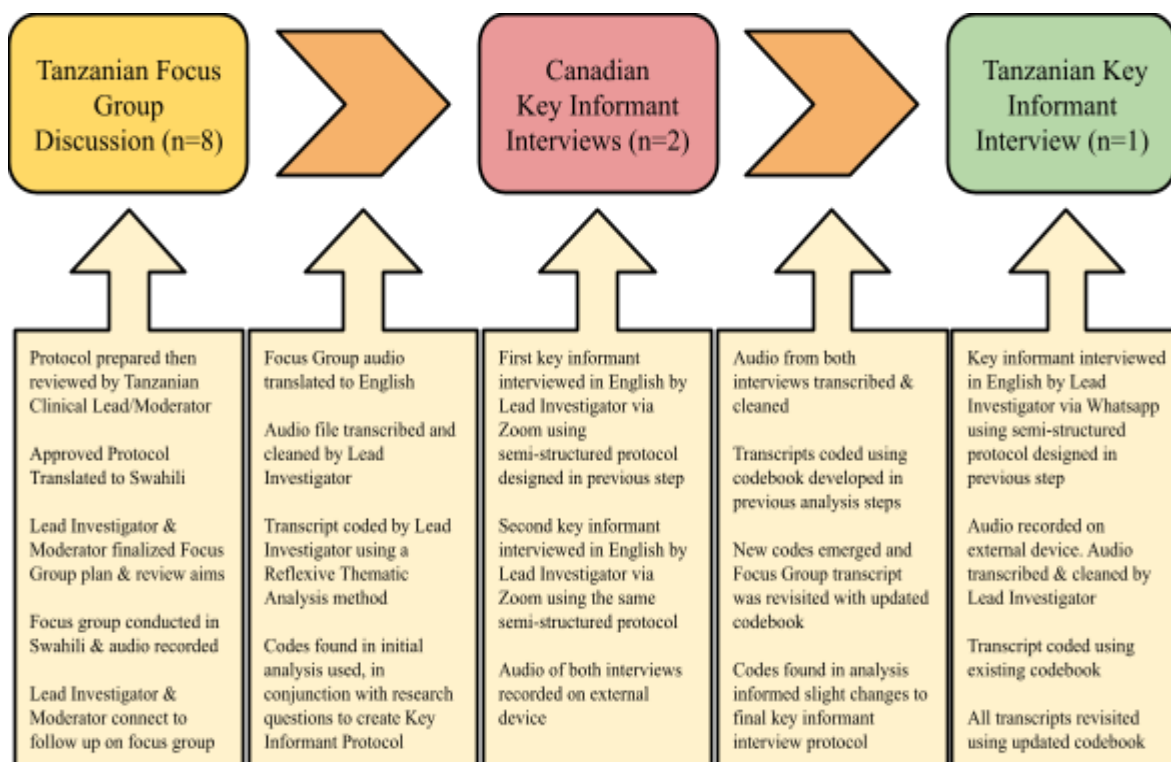 Tanzanian Focus
Group
Discussion (n=8)
Canadian
Key Informant
Interviews (n=2)
Tanzanian Key
Informant
Interview (n=1)
Protocol prepared then
reviewed by Tanzanian
Clinical Lead/Moderator
Approved Protocol
Translated to Swahili
Lead Investigator &
Moderator finalized Focus
Group plan & review aims
Focus group conducted in
Swahili & audio recorded
Lead Investigator &
Moderator connect to
follow up on focus group
Focus Group audio
translated to English
Audio file transcribed and
cleaned by Lead
Investigator
Transcript coded by Lead
Investigator using a
Reflexive Thematic
Analysis method
Codes found in initial
analysis used, in
conjunction with research
questions to create Key
Informant Protocol
First key informant
interviewed in English by
Lead Investigator via
Zoom using
semi-structured protocol
designed in previous step
Second key informant
interviewed in English by
Lead Investigator via
Zoom using the same
semi-structured protocol
Audio of both interviews
recorded on external
device
Audio from both
interviews transcribed &
cleaned
Transcripts coded using
codebook developed in
previous analysis steps
New codes emerged and
Focus Group transcript
was revisited with updated
codebook
Codes found in analysis
informed slight changes to
final key informant
interview protocol
Key informant interviewed
in English by Lead
Investigator via Whatsapp
using semi-structured
protocol designed in
previous step
Audio recorded on
external device. Audio
transcribed & cleaned by
Lead Investigator
Transcript coded using
existing codebook
All transcripts revisited
using updated codebook